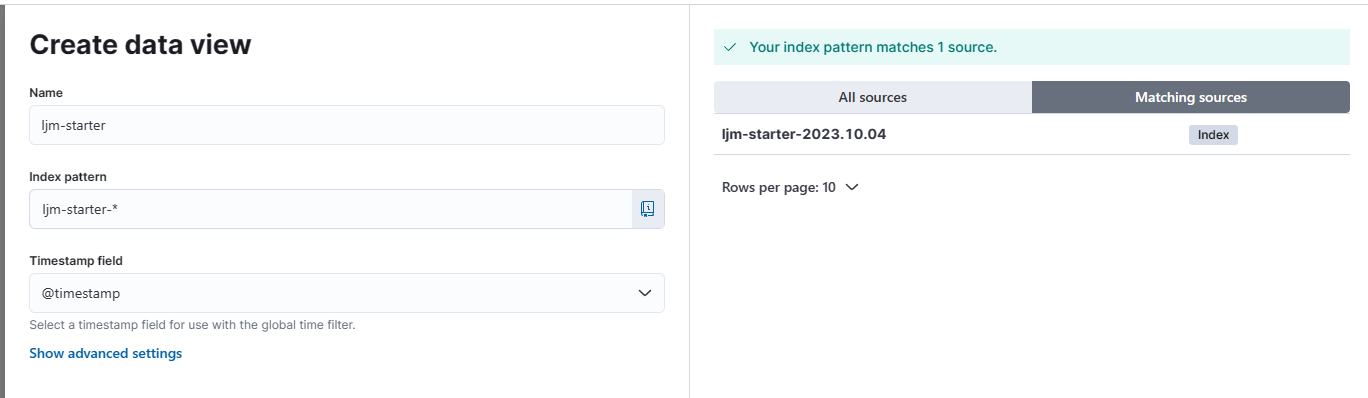 Create data view
Name
ljm-starter
Index pattern
ljm-starter-*
Timestamp field
@timestamp
Select a timestamp field for use with the global time filter.
Show advanced settings
Your index pattern matches 1 source.
All sources
Matching sources
ljm-starter-2023.10.04
Index
Rows per page: 10